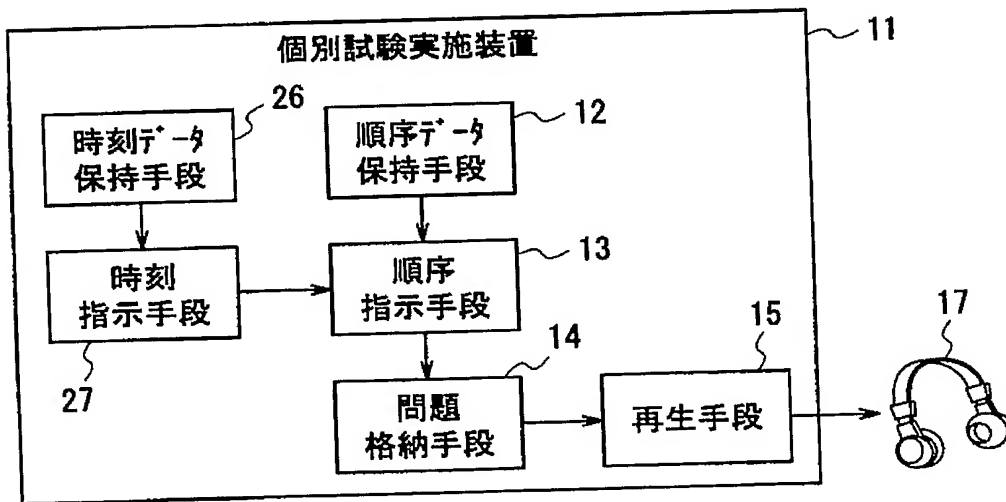 個別試験実施装置
11
26
時刻データ
保持手段
12
順序データ
保持手段
時刻
指示手段
27
順序
指示手段
13
14
問題
格納手段
15
再生手段
17